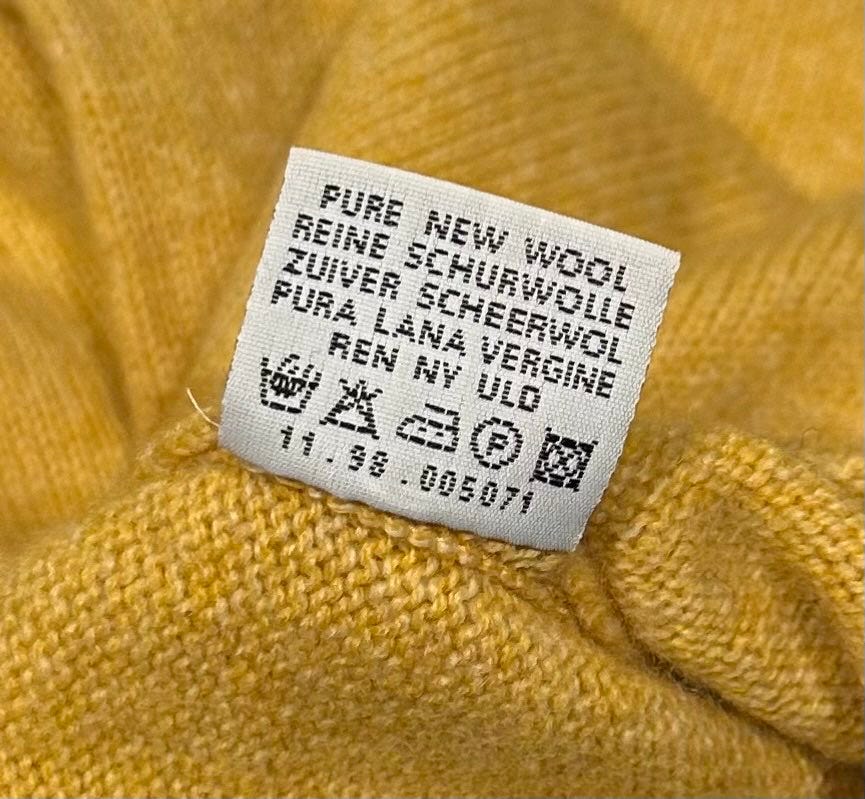 PURE NEW WOOL
REINE SCHURWOLLE
ZUIVER SCHEERWOL
PURA LANA VERGINE
REN NY ULD
P
11.98.005071